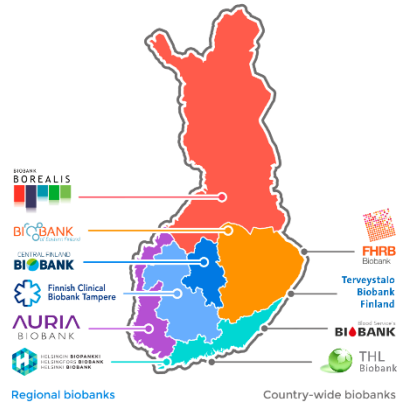 BIOBANK
BOREALIS
BIOBANK
of Eastern Finland
CENTRAL FINLAND
BIOBANK
Finnish Clinical
Biobank Tampere
AURIA
BIOBANK
HELSINGIN BIOPANKKI
HELSINGFORS BIOBANK
HELSINKI BIOBANK
Regional biobanks
FHRB
Biobank
Terveystalo
Biobank
Finland
Blood Service
BIOBANK
THL
Biobank
Country-wide biobanks